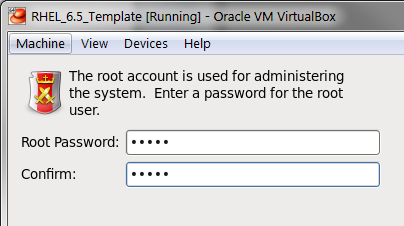 RHEL_6.5_Template [Running] - Oracle VM VirtualBox
Machine View Devices Help
The root account is used for administering
the system. Enter a password for the root
user.
Root Password: •••••
Confirm: •••••